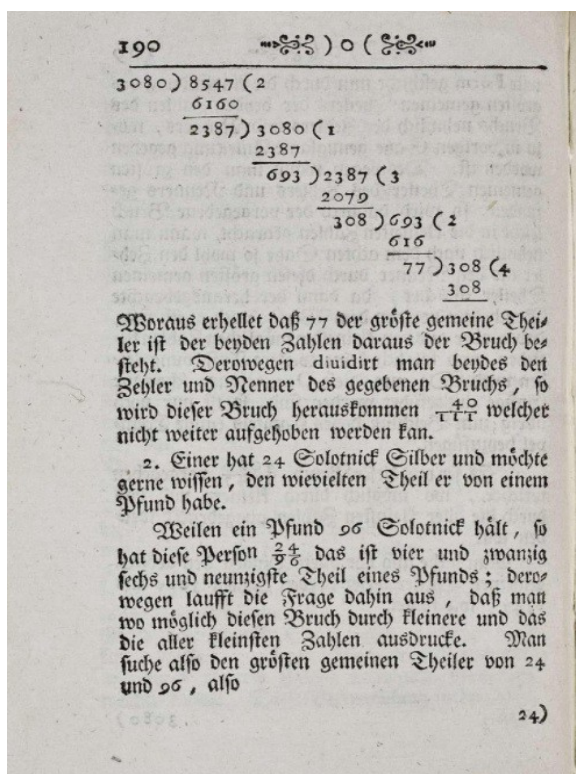 190 ) o (
3080 ) 8547 ( 2
6160
2387 ) 3080 ( 1
2387
693 ) 2387 ( 3
2079
308 ) 693 ( 2
616
77 ) 308 ( 4
308
Woraus erhellet daß 77 der gröste gemeine Thei-
ler ist der beyden Zahlen daraus der Bruch be-
steht. Derowegen diuidirt man beydes den
Zehler und Nenner des gegebenen Bruchs, so
wird dieser Bruch herauskommen 40/111 welcher
nicht weiter aufgehoben werden kan.
2. Einer hat 24 Solotnick Silber und möchte
gerne wissen, den wievielten Theil er von einem
Pfund habe.
Weilen ein Pfund 96 Solotnick hält, so
hat diese Person 24/96 das ist vier und zwanzig
sechs und neunzigste Theil eines Pfunds; dero-
wegen laufft die Frage dahin aus, daß man
wo möglich diesen Bruch durch kleinere und das
die aller kleinsten Zahlen ausdrucke. Man
suche also den grösten gemeinen Theiler von 24
und 96, also
24)